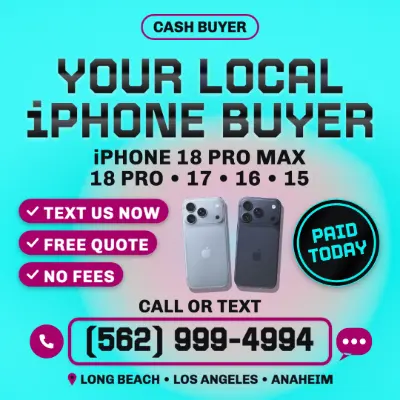 CASH BUYER
YOUR LOCAL
iPHONE BUYER
iPHONE 18 PRO MAX
18 PRO • 17 • 16 • 15
TEXT US NOW
FREE QUOTE
NO FEES
PAID
TODAY
CALL OR TEXT
(562) 999-4994
LONG BEACH • LOS ANGELES • ANAHEIM